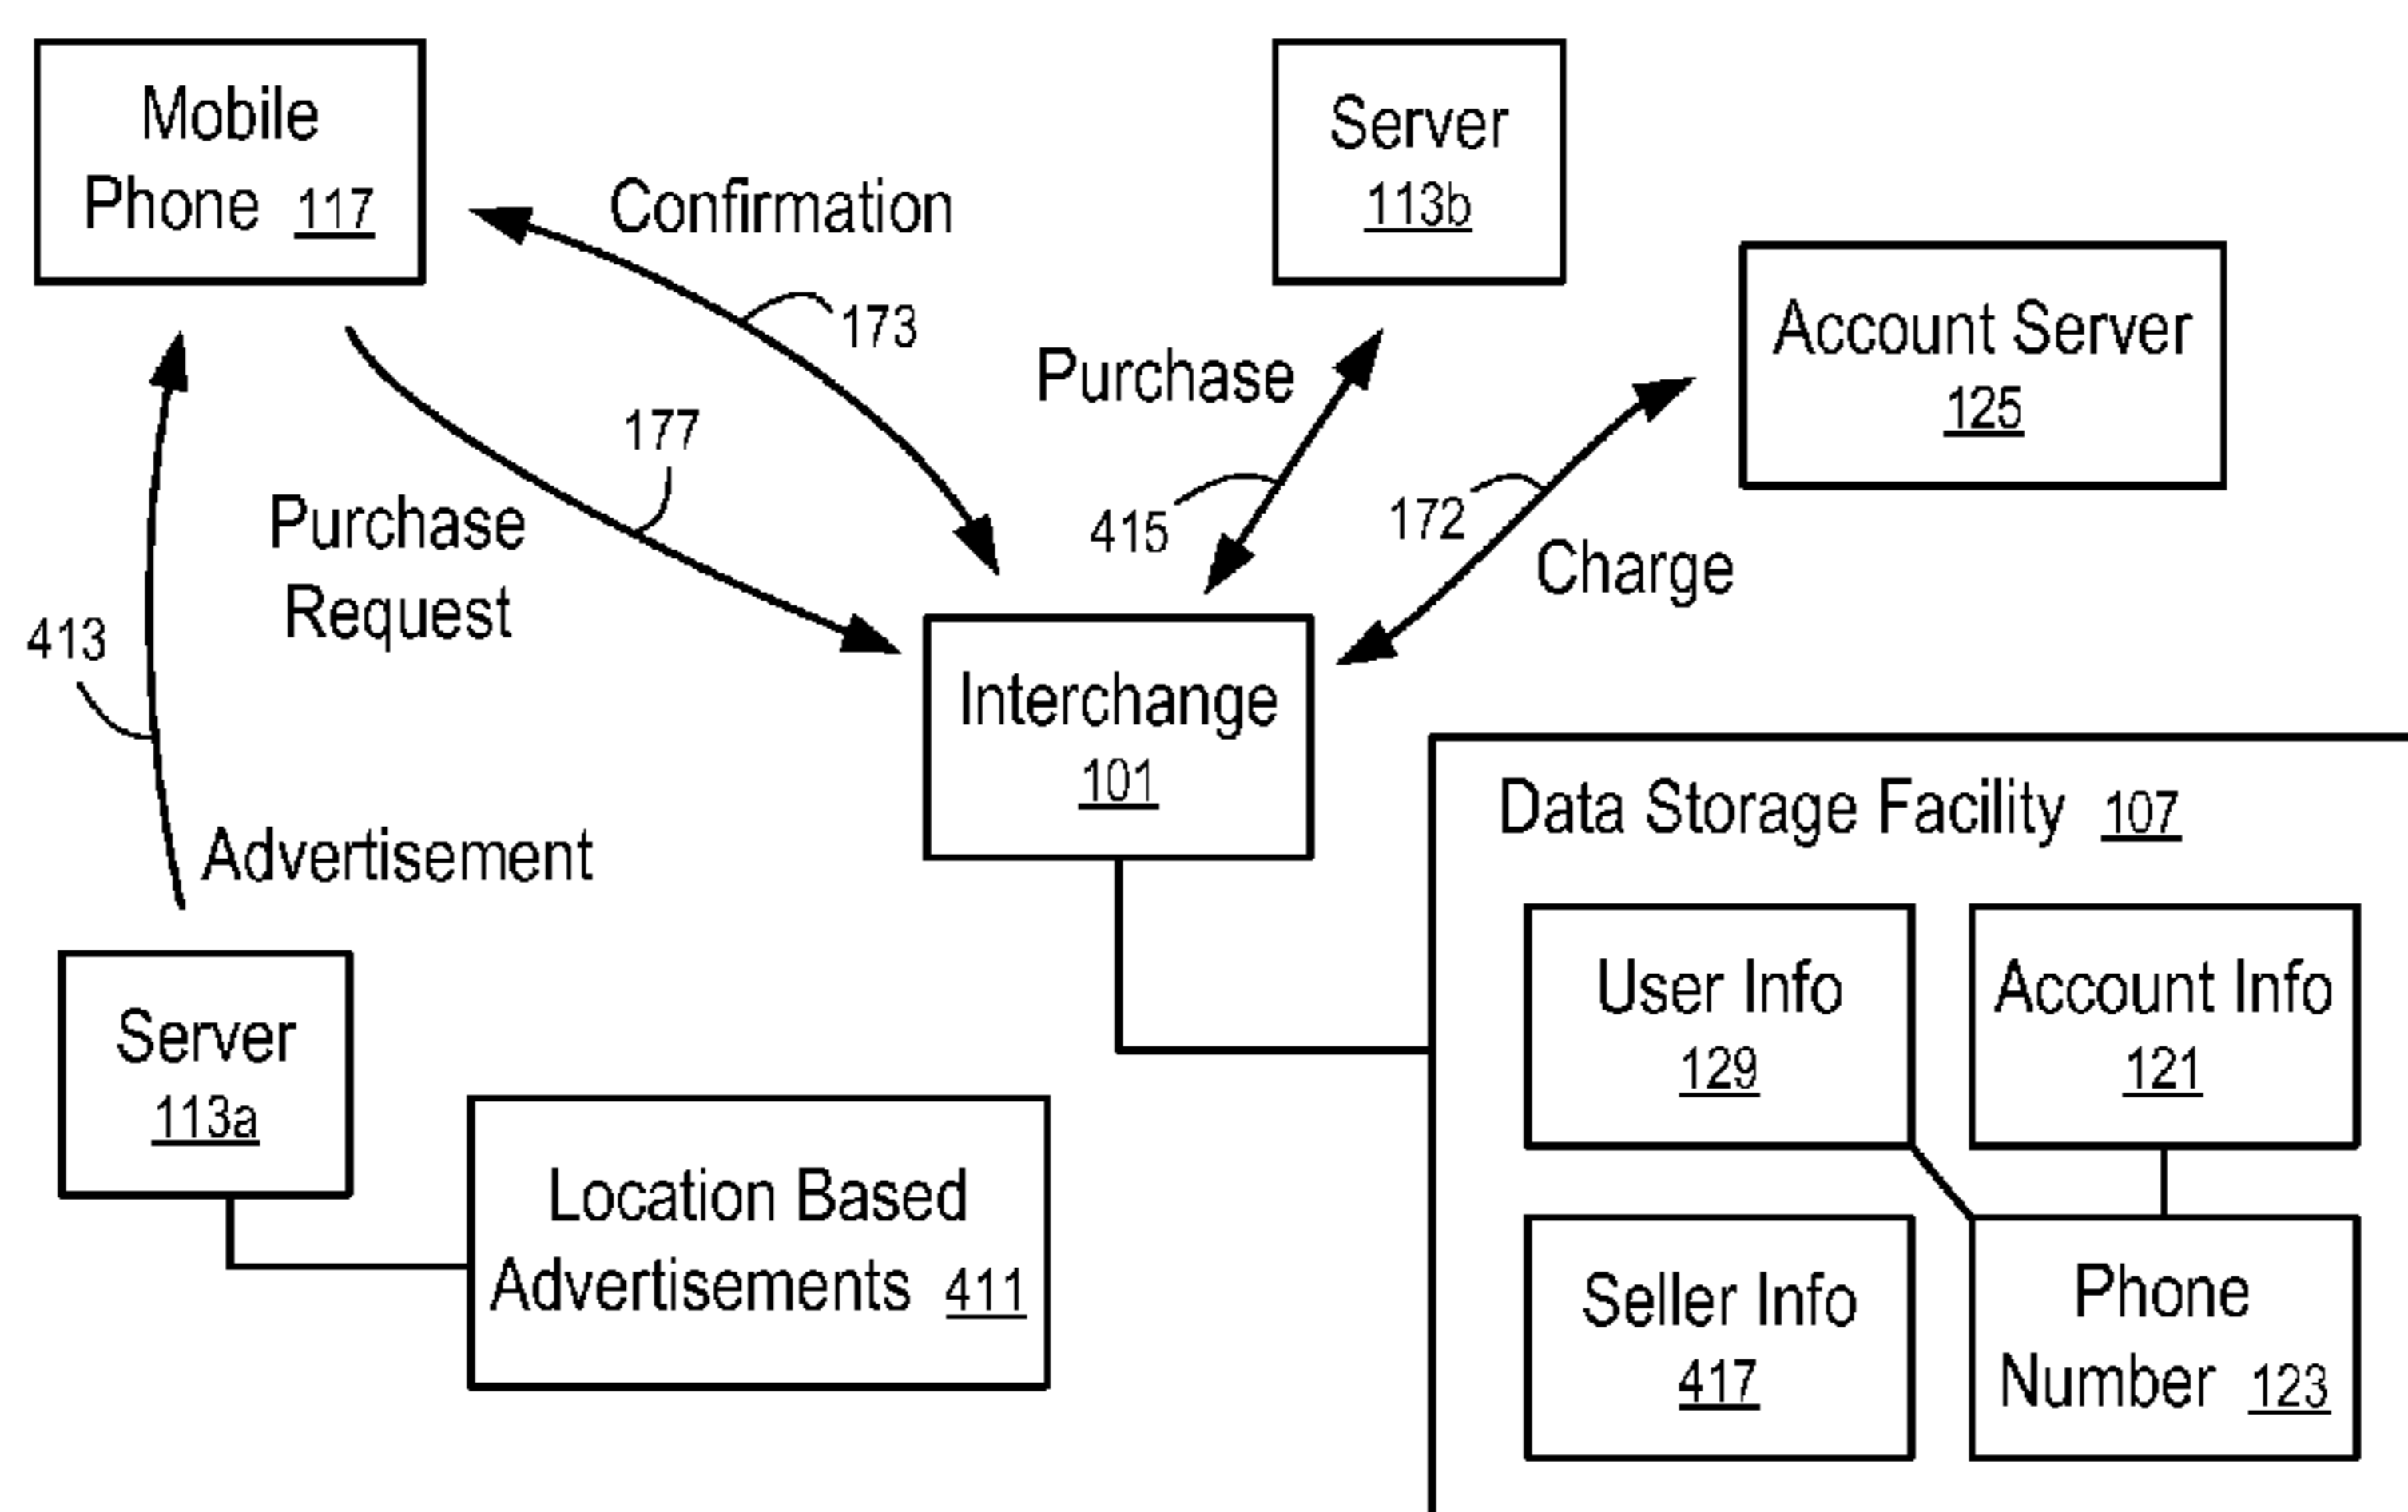 Mobile
Phone 117
Confirmation
173
Server
113b
Account Server
125
Purchase
415
172
Charge
177
Purchase
Request
413
Advertisement
Interchange
101
Server
113a
Location Based
Advertisements 411
Data Storage Facility 107
User Info
129
Account Info
121
Seller Info
417
Phone
Number 123